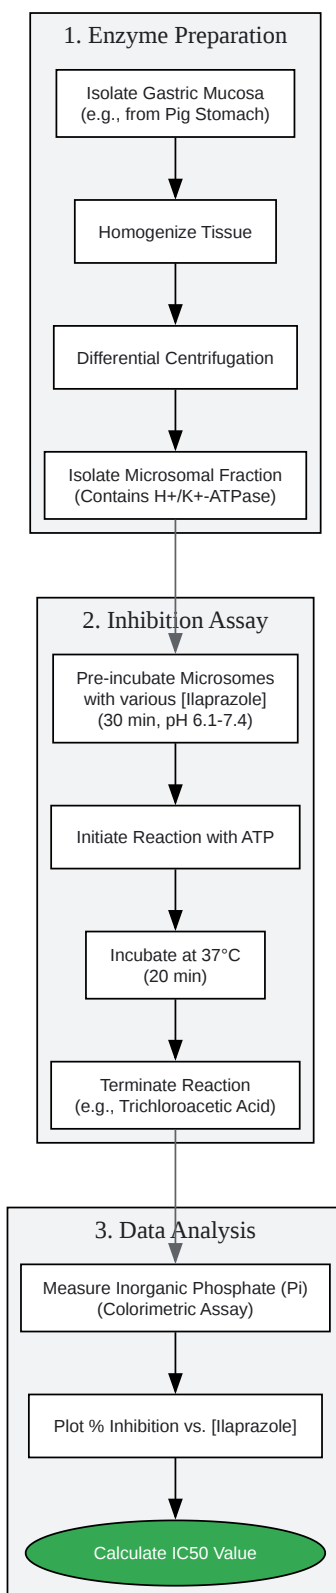 1. Enzyme Preparation
Isolate Gastric Mucosa
(e.g., from Pig Stomach)
Homogenize Tissue
Differential Centrifugation
Isolate Microsomal Fraction
(Contains H+/K+-ATPase)
2. Inhibition Assay
Pre-incubate Microsomes
with various [Ilaprazole]
(30 min, pH 6.1-7.4)
Initiate Reaction with ATP
Incubate at 37°C
(20 min)
Terminate Reaction
(e.g., Trichloroacetic Acid)
3. Data Analysis
Measure Inorganic Phosphate (Pi)
(Colorimetric Assay)
Plot % Inhibition vs. [Ilaprazole]
Calculate IC50 Value